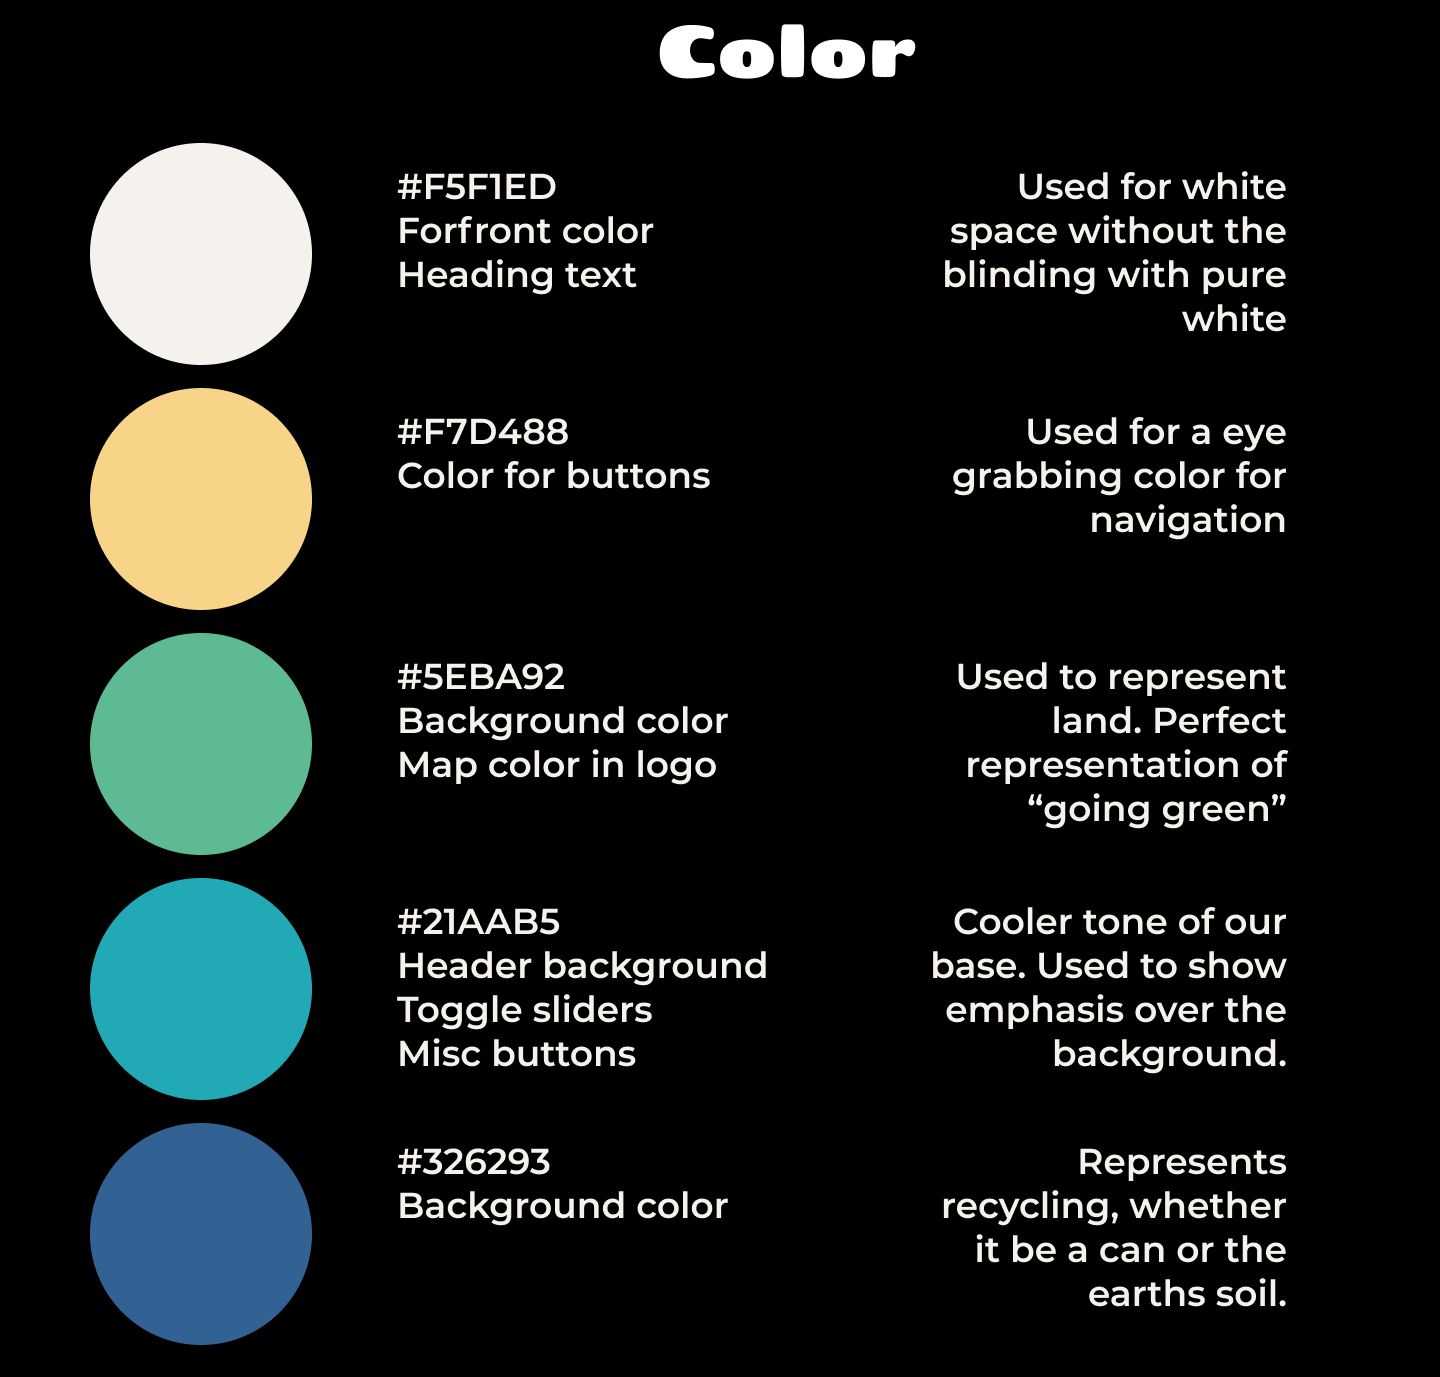 Color
#F5F1ED
Forfront color
Heading text
Used for white
space without the
blinding with pure
white
#F7D488
Color for buttons
Used for a eye
grabbing color for
navigation
#5EBA92
Background color
Map color in logo
Used to represent
land. Perfect
representation of
“going green”
#21AAB5
Header background
Toggle sliders
Misc buttons
Cooler tone of our
base. Used to show
emphasis over the
background.
#326293
Background color
Represents
recycling, whether
it be a can or the
earths soil.